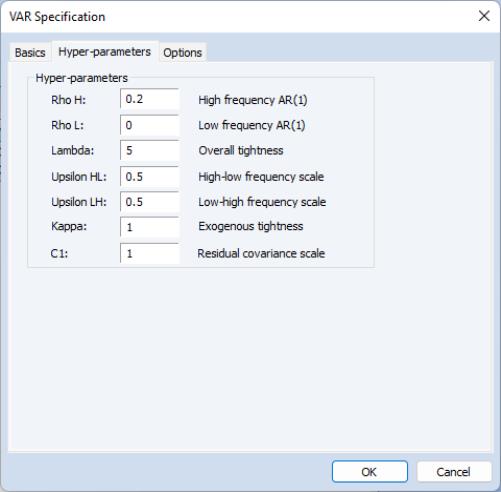 VAR Specification
Basics Hyper-parameters Options
Hyper-parameters
Rho H: 0.2 High frequency AR(1)
Rho L: 0 Low frequency AR(1)
Lambda: 5 Overall tightness
Upsilon HL: 0.5 High-low frequency scale
Upsilon LH: 0.5 Low-high frequency scale
Kappa: 1 Exogenous tightness
C1: 1 Residual covariance scale
OK Cancel